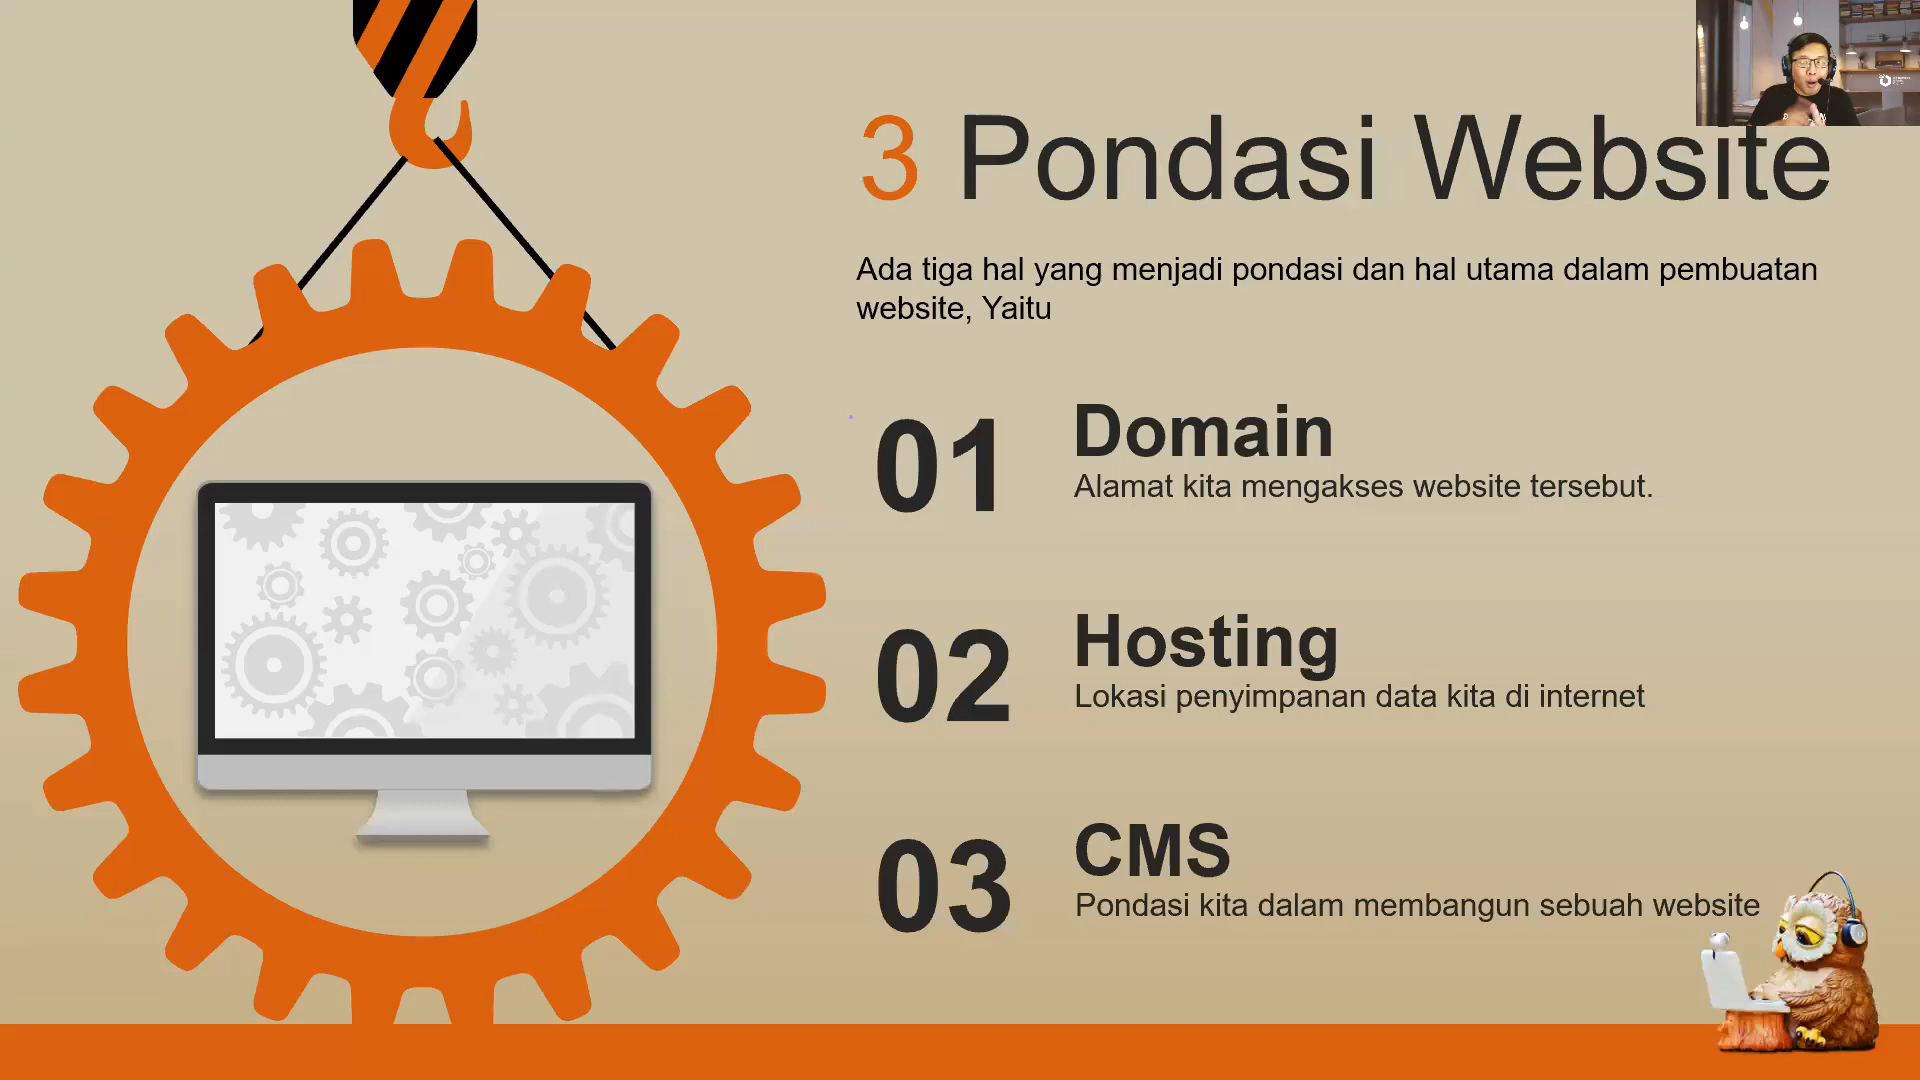 3 Pondasi Website
Ada tiga hal yang menjadi pondasi dan hal utama dalam pembuatan
website, Yaitu
01
Domain
Alamat kita mengakses website tersebut.
02
Hosting
Lokasi penyimpanan data kita di internet
03
CMS
Pondasi kita dalam membangun sebuah website